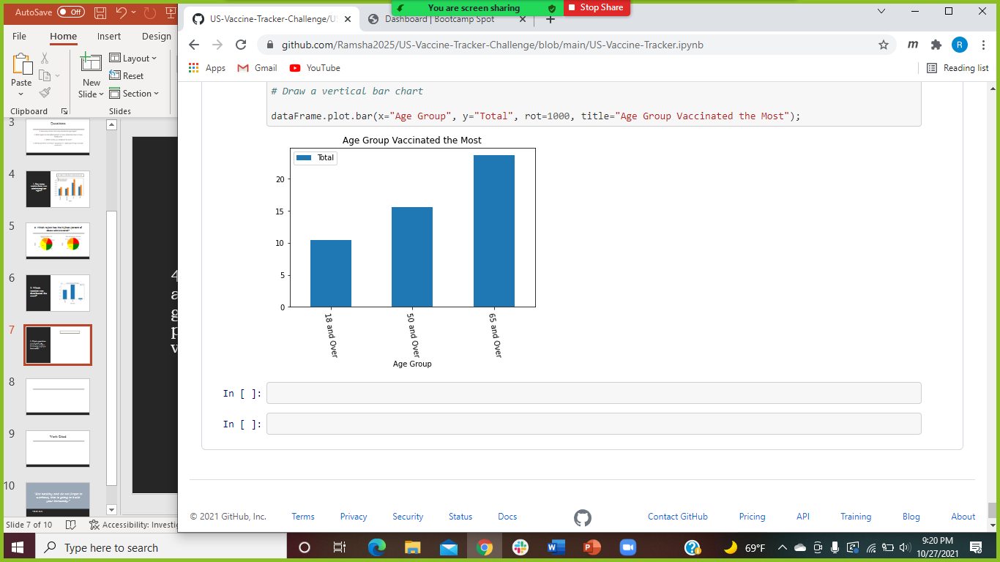 You are screen sharing
Stop Share
AutoSave Off
US-Vaccine-Tracker-Challenge/US
Dashboard | Bootcamp Spot
File Home Insert Design
github.com/Ramsha2025/US-Vaccine-Tracker-Challenge/blob/main/US-Vaccine-Tracker.ipynb
R
Apps
Gmail
YouTube
Reading list
Paste
New
Slide
Layout
Reset
Section
Clipboard
Slides
# Draw a vertical bar chart
dataFrame.plot.bar(x="Age Group", y="Total", rot=1000, title="Age Group Vaccinated the Most");
Age Group Vaccinated the Most
Total
20
15
10
5
0
18 and Over
50 and Over
65 and Over
Age Group
In [ ]:
In [ ]:
3
Questions
4
5
6
7
8
9
10
4
a
g
p
v
Slide 7 of 10
Accessibility: Investi
© 2021 GitHub, Inc.
Terms
Privacy
Security
Status
Docs
Contact GitHub
Pricing
API
Training
Blog
About
Type here to search
69°F
9:20 PM
10/27/2021